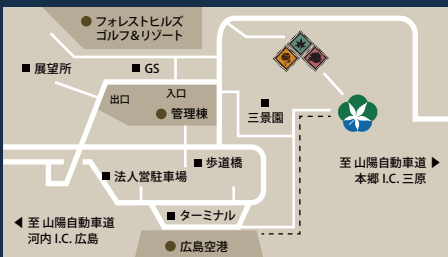 フォレストヒルズ
ゴルフ&リゾート
展望所
GS
出口
入口
管理棟
三景園
歩道橋
法人営駐車場
至 山陽自動車道
本郷 I.C. 三原
ターミナル
至 山陽自動車道
河内 I.C. 広島
広島空港